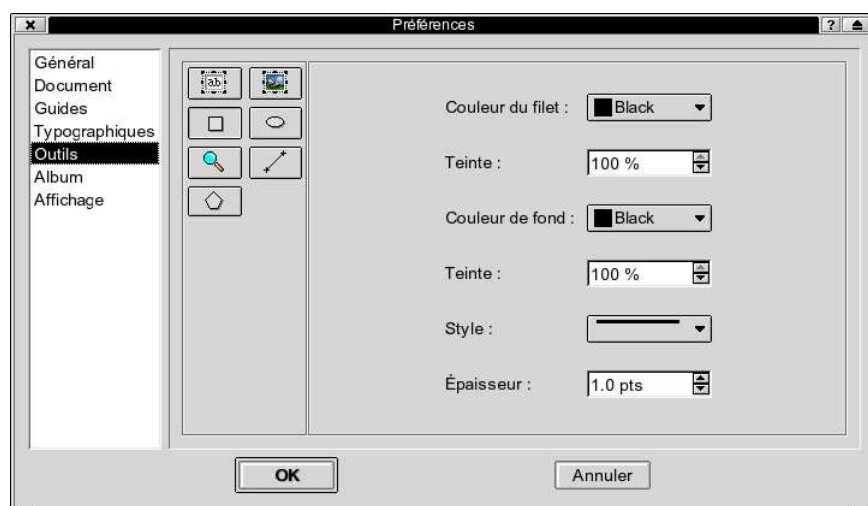 Préférences
?
Général
Document
Guides
Typographiques
Outils
Album
Affichage
ab
Couleur du filet : Black
Teinte : 100 %
Couleur de fond : Black
Teinte : 100 %
Style :
Épaisseur : 1.0 pts
OK
Annuler